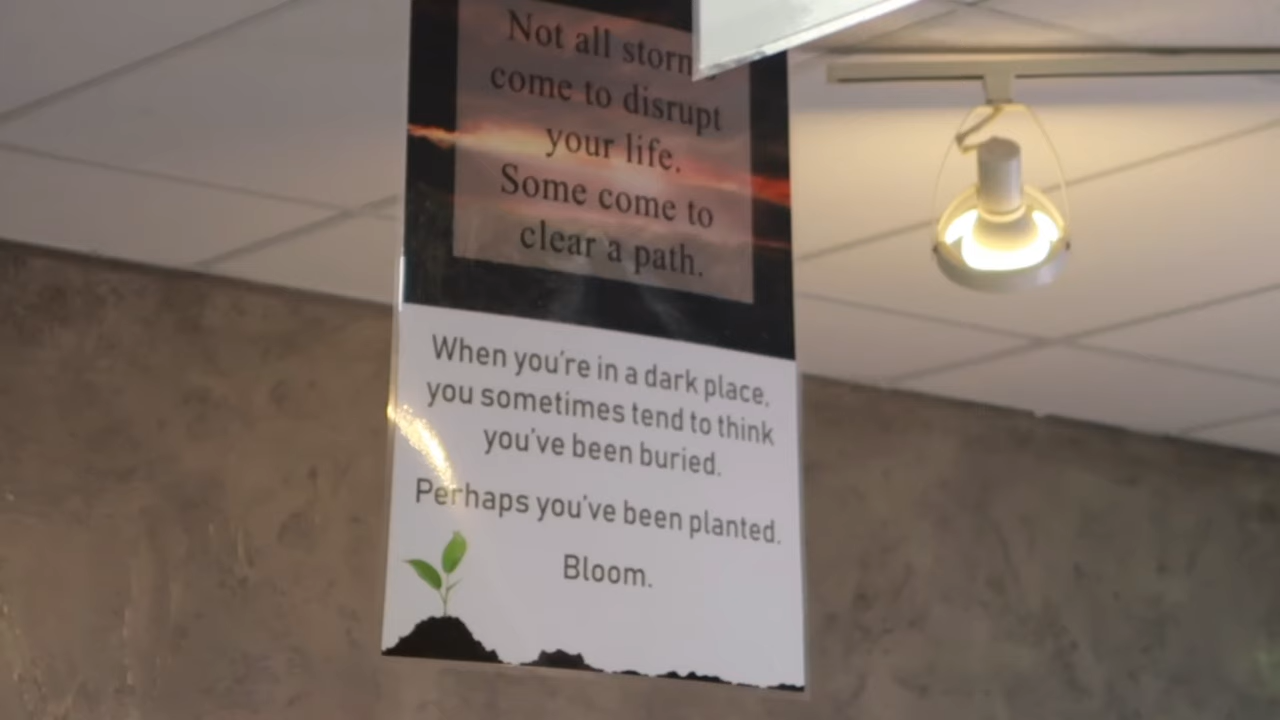 Not all storm
come to disrupt
your life.
Some come to
clear a path.
When you're in a dark place,
you sometimes tend to think
you've been buried.
Perhaps you've been planted.
Bloom.